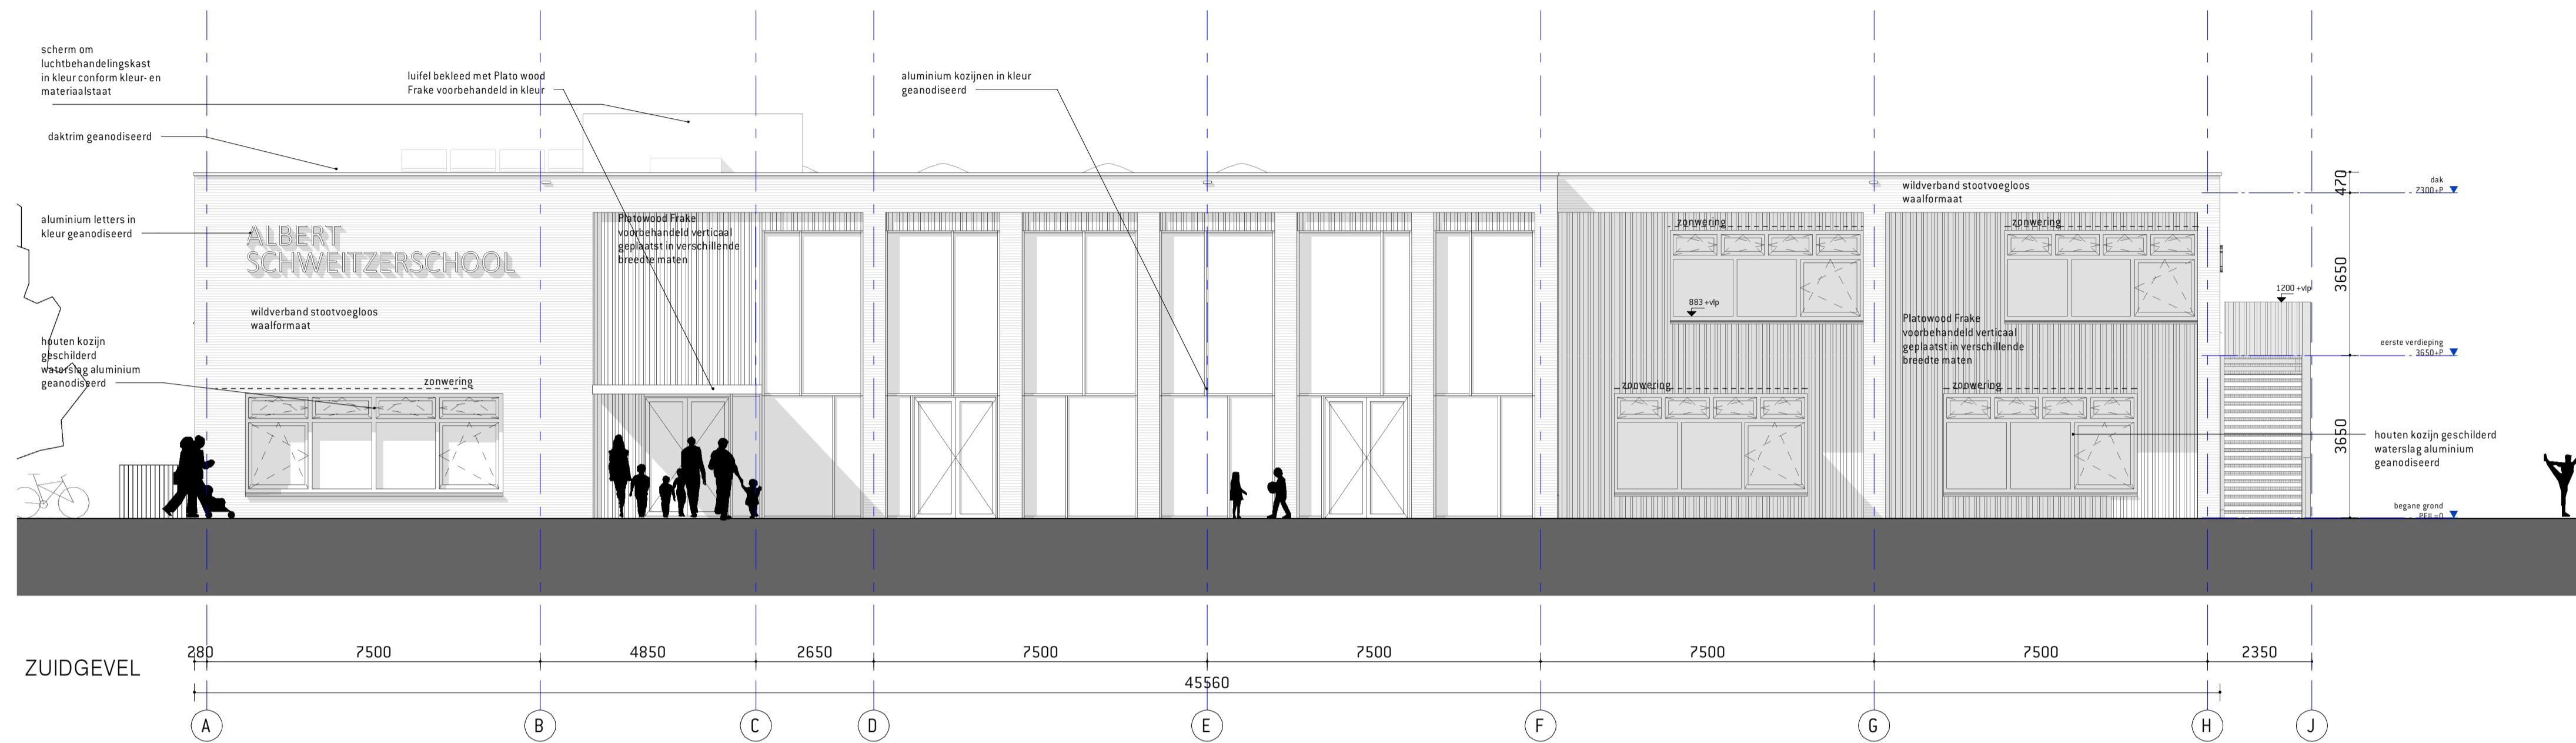 scherm om
luchtbehandelingskast
in kleur conform kleur- en
materiaalstaat
luifel bekleed met Plato wood
Frake voorbehandeld in kleur
aluminium kozijnen in kleur
geanodiseerd
daktrim geanodiseerd
aluminium letters in
kleur geanodiseerd
ALBERT
SCHWEITZERSCHOOL
wildverband stootvoegloos
waalformaat
houten kozijn
geschilderd
waterslag aluminium
geanodiseerd
zonwering
Platowood Frake
voorbehandeld verticaal
geplaatst in verschillende
breedte maten
zonwering
883 +vlp
zonwering
wildverband stootvoegloos
waalformaat
zonwering
Platowood Frake
voorbehandeld verticaal
geplaatst in verschillende
breedte maten
zonwering
1200 +vlp
470
3650
3650
dak
7300+P
eerste verdieping
3650+P
begane grond
PEIL=0
houten kozijn geschilderd
waterslag aluminium
geanodiseerd
ZUIDGEVEL
280
7500
4850
2650
7500
7500
7500
7500
2350
45560
A
B
C
D
E
F
G
H
J